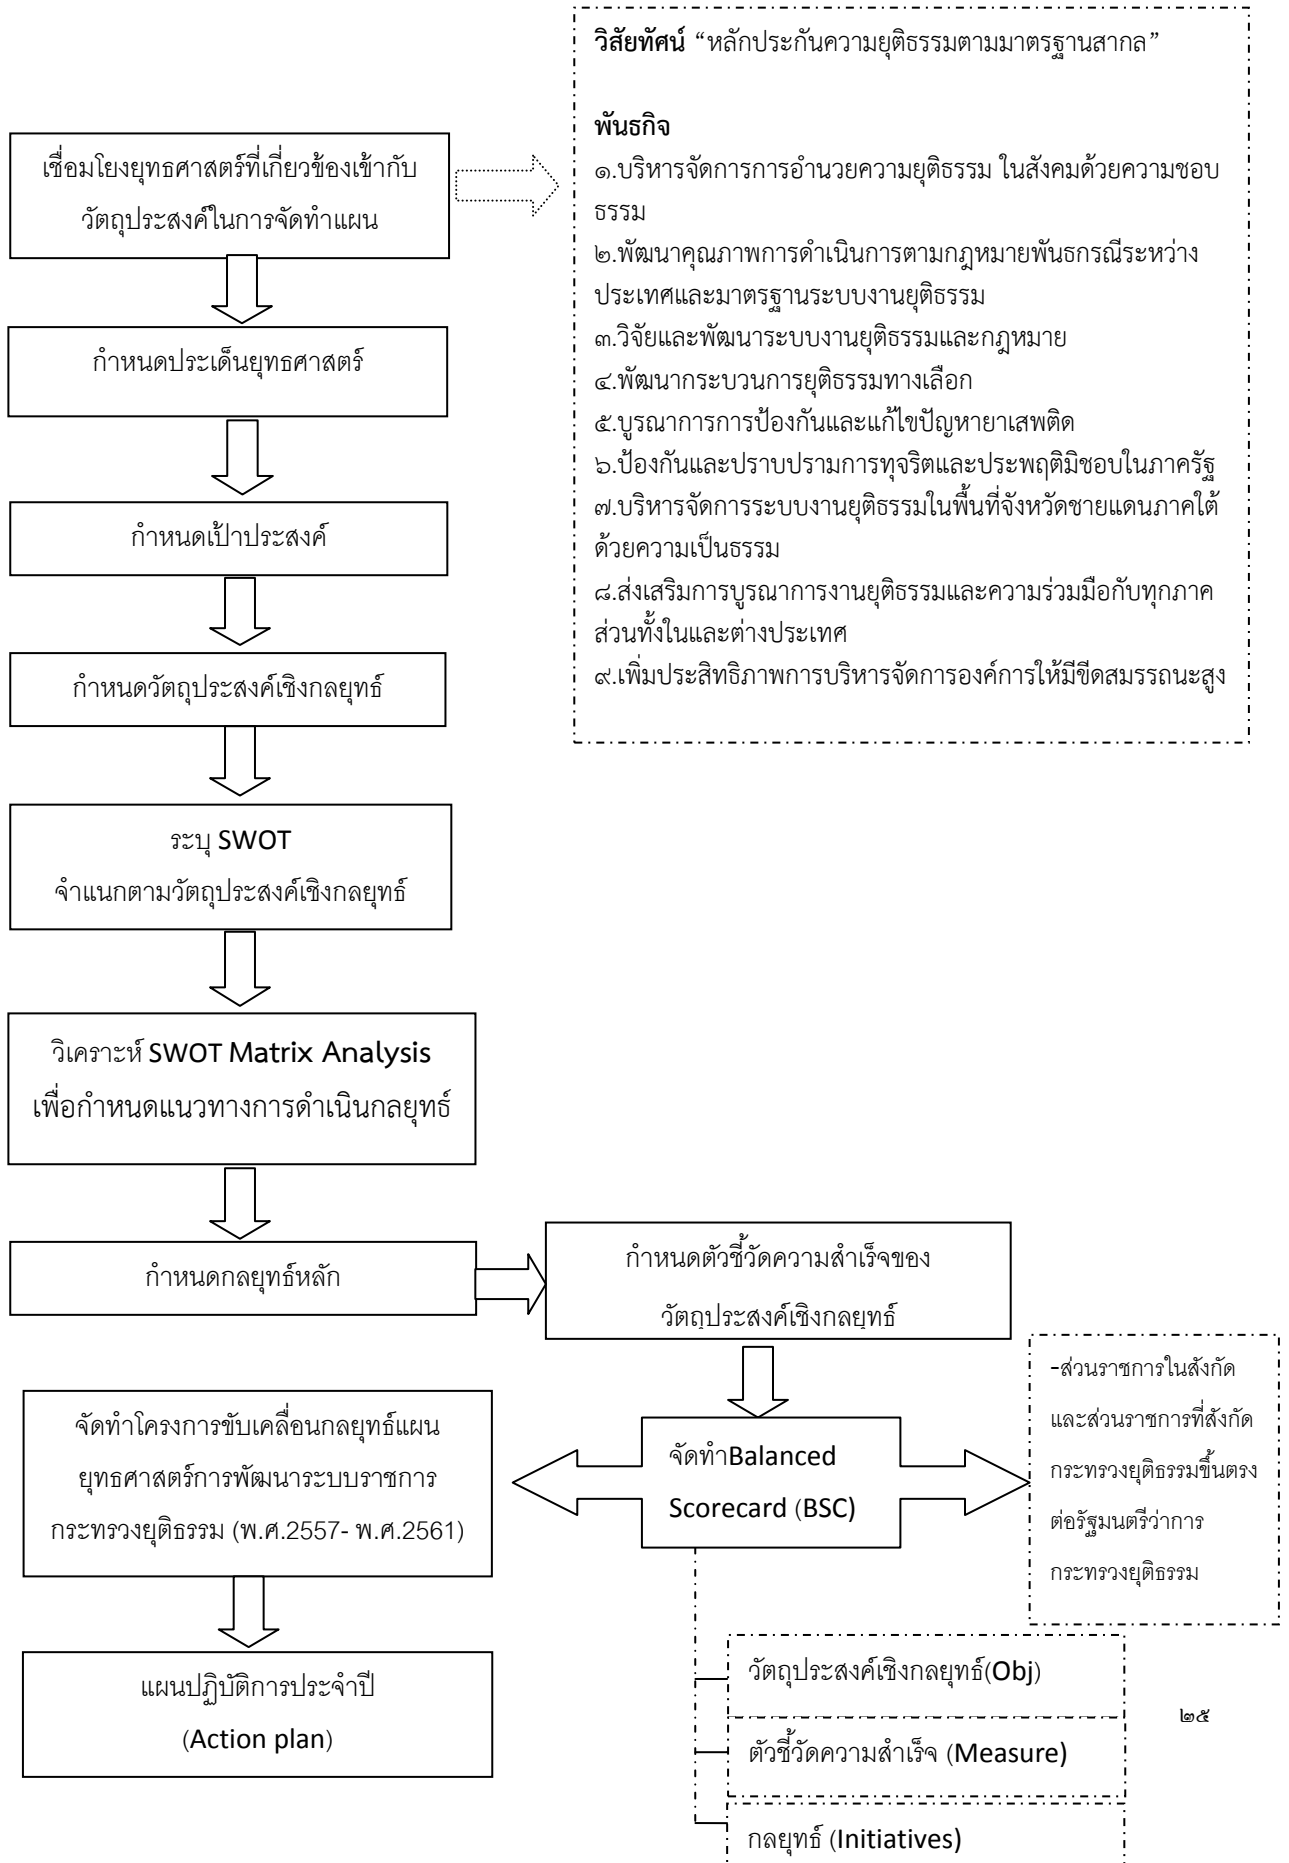 วิสัยทัศน์ “หลักประกันความยุติธรรมตามมาตรฐานสากล”
พันธกิจ
๑.บริหารจัดการการอำนวยความยุติธรรม ในสังคมด้วยความชอบ
ธรรม
๒.พัฒนาคุณภาพการดำเนินการตามกฎหมายพันธกรณีระหว่าง
ประเทศและมาตรฐานระบบงานยุติธรรม
๓.วิจัยและพัฒนาระบบงานยุติธรรมและกฎหมาย
๔.พัฒนากระบวนการยุติธรรมทางเลือก
๕.บูรณาการการป้องกันและแก้ไขปัญหายาเสพติด
๖.ป้องกันและปราบปรามการทุจริตและประพฤติมิชอบในภาครัฐ
๗.บริหารจัดการระบบงานยุติธรรมในพื้นที่จังหวัดชายแดนภาคใต้
ด้วยความเป็นธรรม
๘.ส่งเสริมการบูรณาการงานยุติธรรมและความร่วมมือกับทุกภาค
ส่วนทั้งในและต่างประเทศ
๙.เพิ่มประสิทธิภาพการบริหารจัดการองค์การให้มีขีดสมรรถนะสูง
เชื่อมโยงยุทธศาสตร์ที่เกี่ยวข้องเข้ากับ
วัตถุประสงค์ในการจัดทำแผน
กำหนดประเด็นยุทธศาสตร์
กำหนดเป้าประสงค์
กำหนดวัตถุประสงค์เชิงกลยุทธ์
ระบุ SWOT
จำแนกตามวัตถุประสงค์เชิงกลยุทธ์
วิเคราะห์ SWOT Matrix Analysis
เพื่อกำหนดแนวทางการดำเนินกลยุทธ์
กำหนดกลยุทธ์หลัก
กำหนดตัวชี้วัดความสำเร็จของ
วัตถุประสงค์เชิงกลยุทธ์
จัดทำBalanced
Scorecard (BSC)
-ส่วนราชการในสังกัด
และส่วนราชการที่สังกัด
กระทรวงยุติธรรมขึ้นตรง
ต่อรัฐมนตรีว่าการ
กระทรวงยุติธรรม
จัดทำโครงการขับเคลื่อนกลยุทธ์แผน
ยุทธศาสตร์การพัฒนาระบบราชการ
กระทรวงยุติธรรม (พ.ศ.2557- พ.ศ.2561)
แผนปฏิบัติการประจำปี
(Action plan)
วัตถุประสงค์เชิงกลยุทธ์(Obj)
ตัวชี้วัดความสำเร็จ (Measure)
กลยุทธ์ (Initiatives)
๒๕